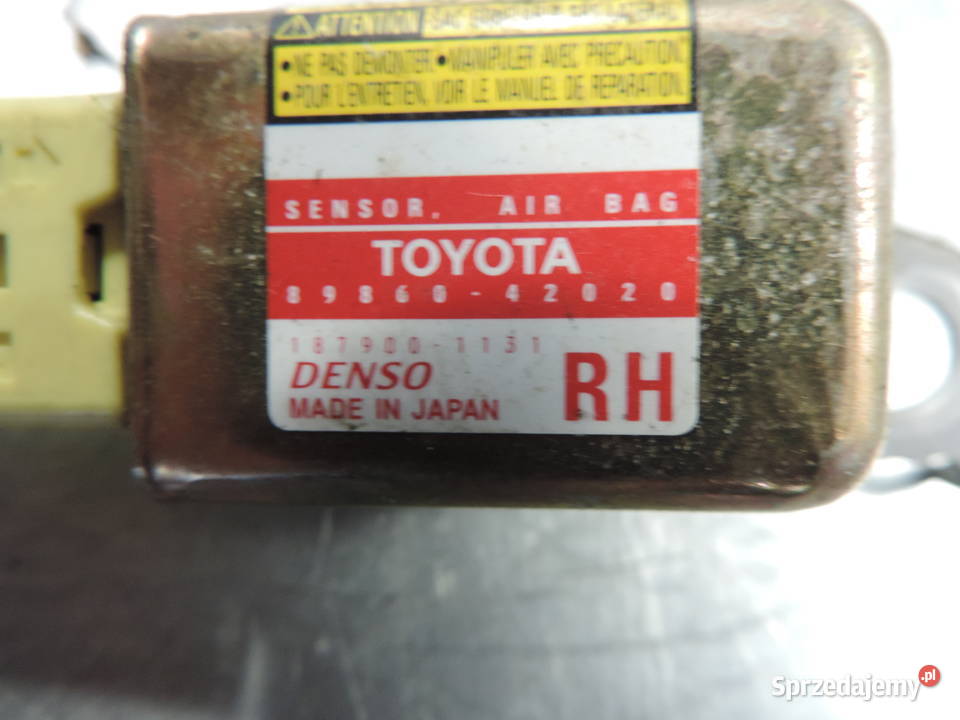 ATTENTION
• NE PAS DÉMONTER. • MANIPULER AVEC PRECAUTION.
• POUR L'ENTRETIEN, VOIR LE MANUEL DE REPARATION.
SENSOR, AIR BAG
TOYOTA
89860-42020
187900-1131
DENSO
RH
MADE IN JAPAN
Sprzedajemy.pl